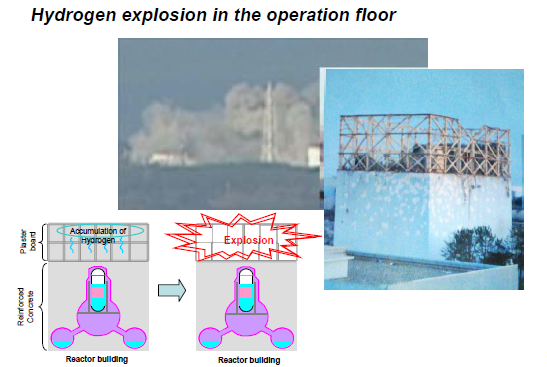 Hydrogen explosion in the operation floor
Plaster
board
Accumulation of
Hydrogen
Explosion
Reinforced
Concrete
Reactor building
Reactor building